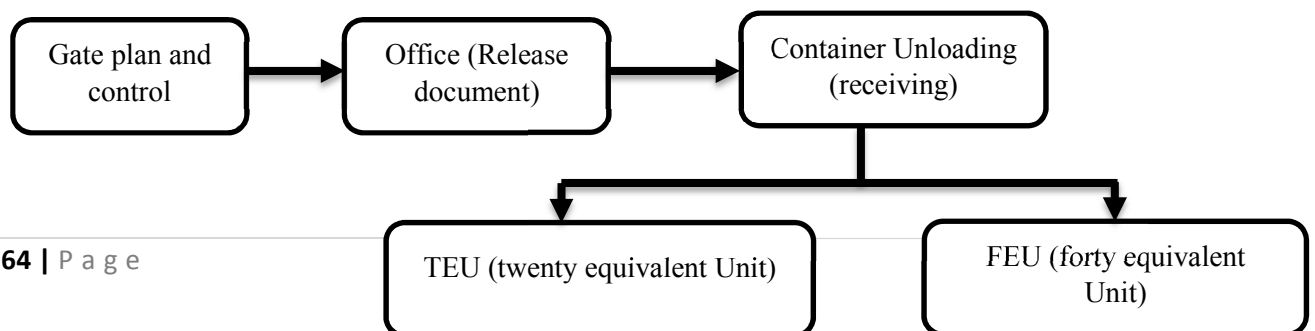 Gate plan and
control
Office (Release
document)
Container Unloading
(receiving)
TEU (twenty equivalent Unit)
FEU (forty equivalent
Unit)
64 | P a g e